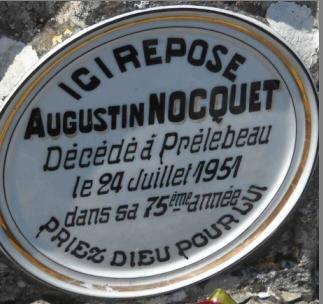 ICI REPOSE
AUGUSTIN NOCQUET
Décédé à Prélebeau
le 24 Juillet 1951
dans sa 75ème année
PRIEZ DIEU POUR LUI